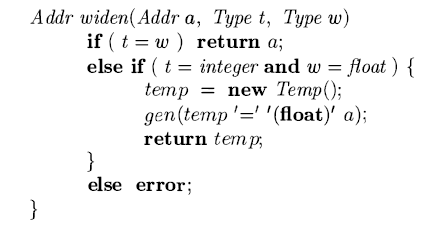 Addr widen(Addr a, Type t, Type w)
if ( t = w ) return a;
else if ( t = integer and w = float ) {
temp = new Temp();
gen(temp '=' '(float)' a);
return temp;
}
else error;
}